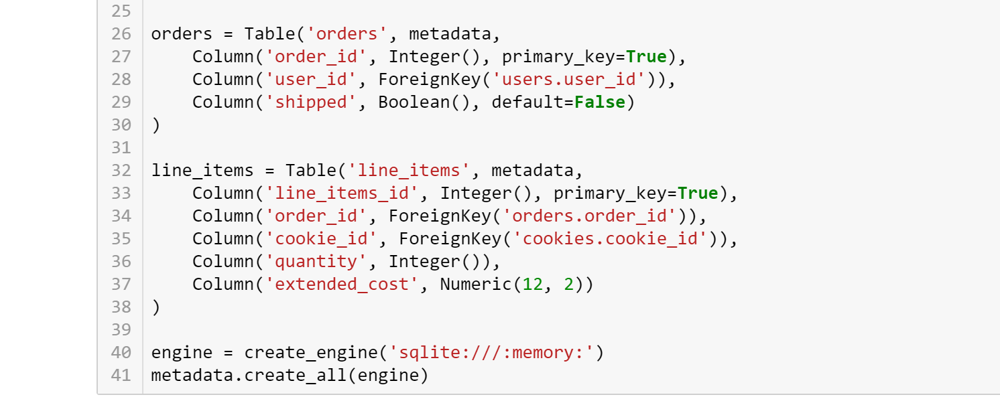 25
26 orders = Table('orders', metadata,
27     Column('order_id', Integer(), primary_key=True),
28     Column('user_id', ForeignKey('users.user_id')),
29     Column('shipped', Boolean(), default=False)
30 )
31
32 line_items = Table('line_items', metadata,
33     Column('line_items_id', Integer(), primary_key=True),
34     Column('order_id', ForeignKey('orders.order_id')),
35     Column('cookie_id', ForeignKey('cookies.cookie_id')),
36     Column('quantity', Integer()),
37     Column('extended_cost', Numeric(12, 2))
38 )
39
40 engine = create_engine('sqlite:///:memory:')
41 metadata.create_all(engine)